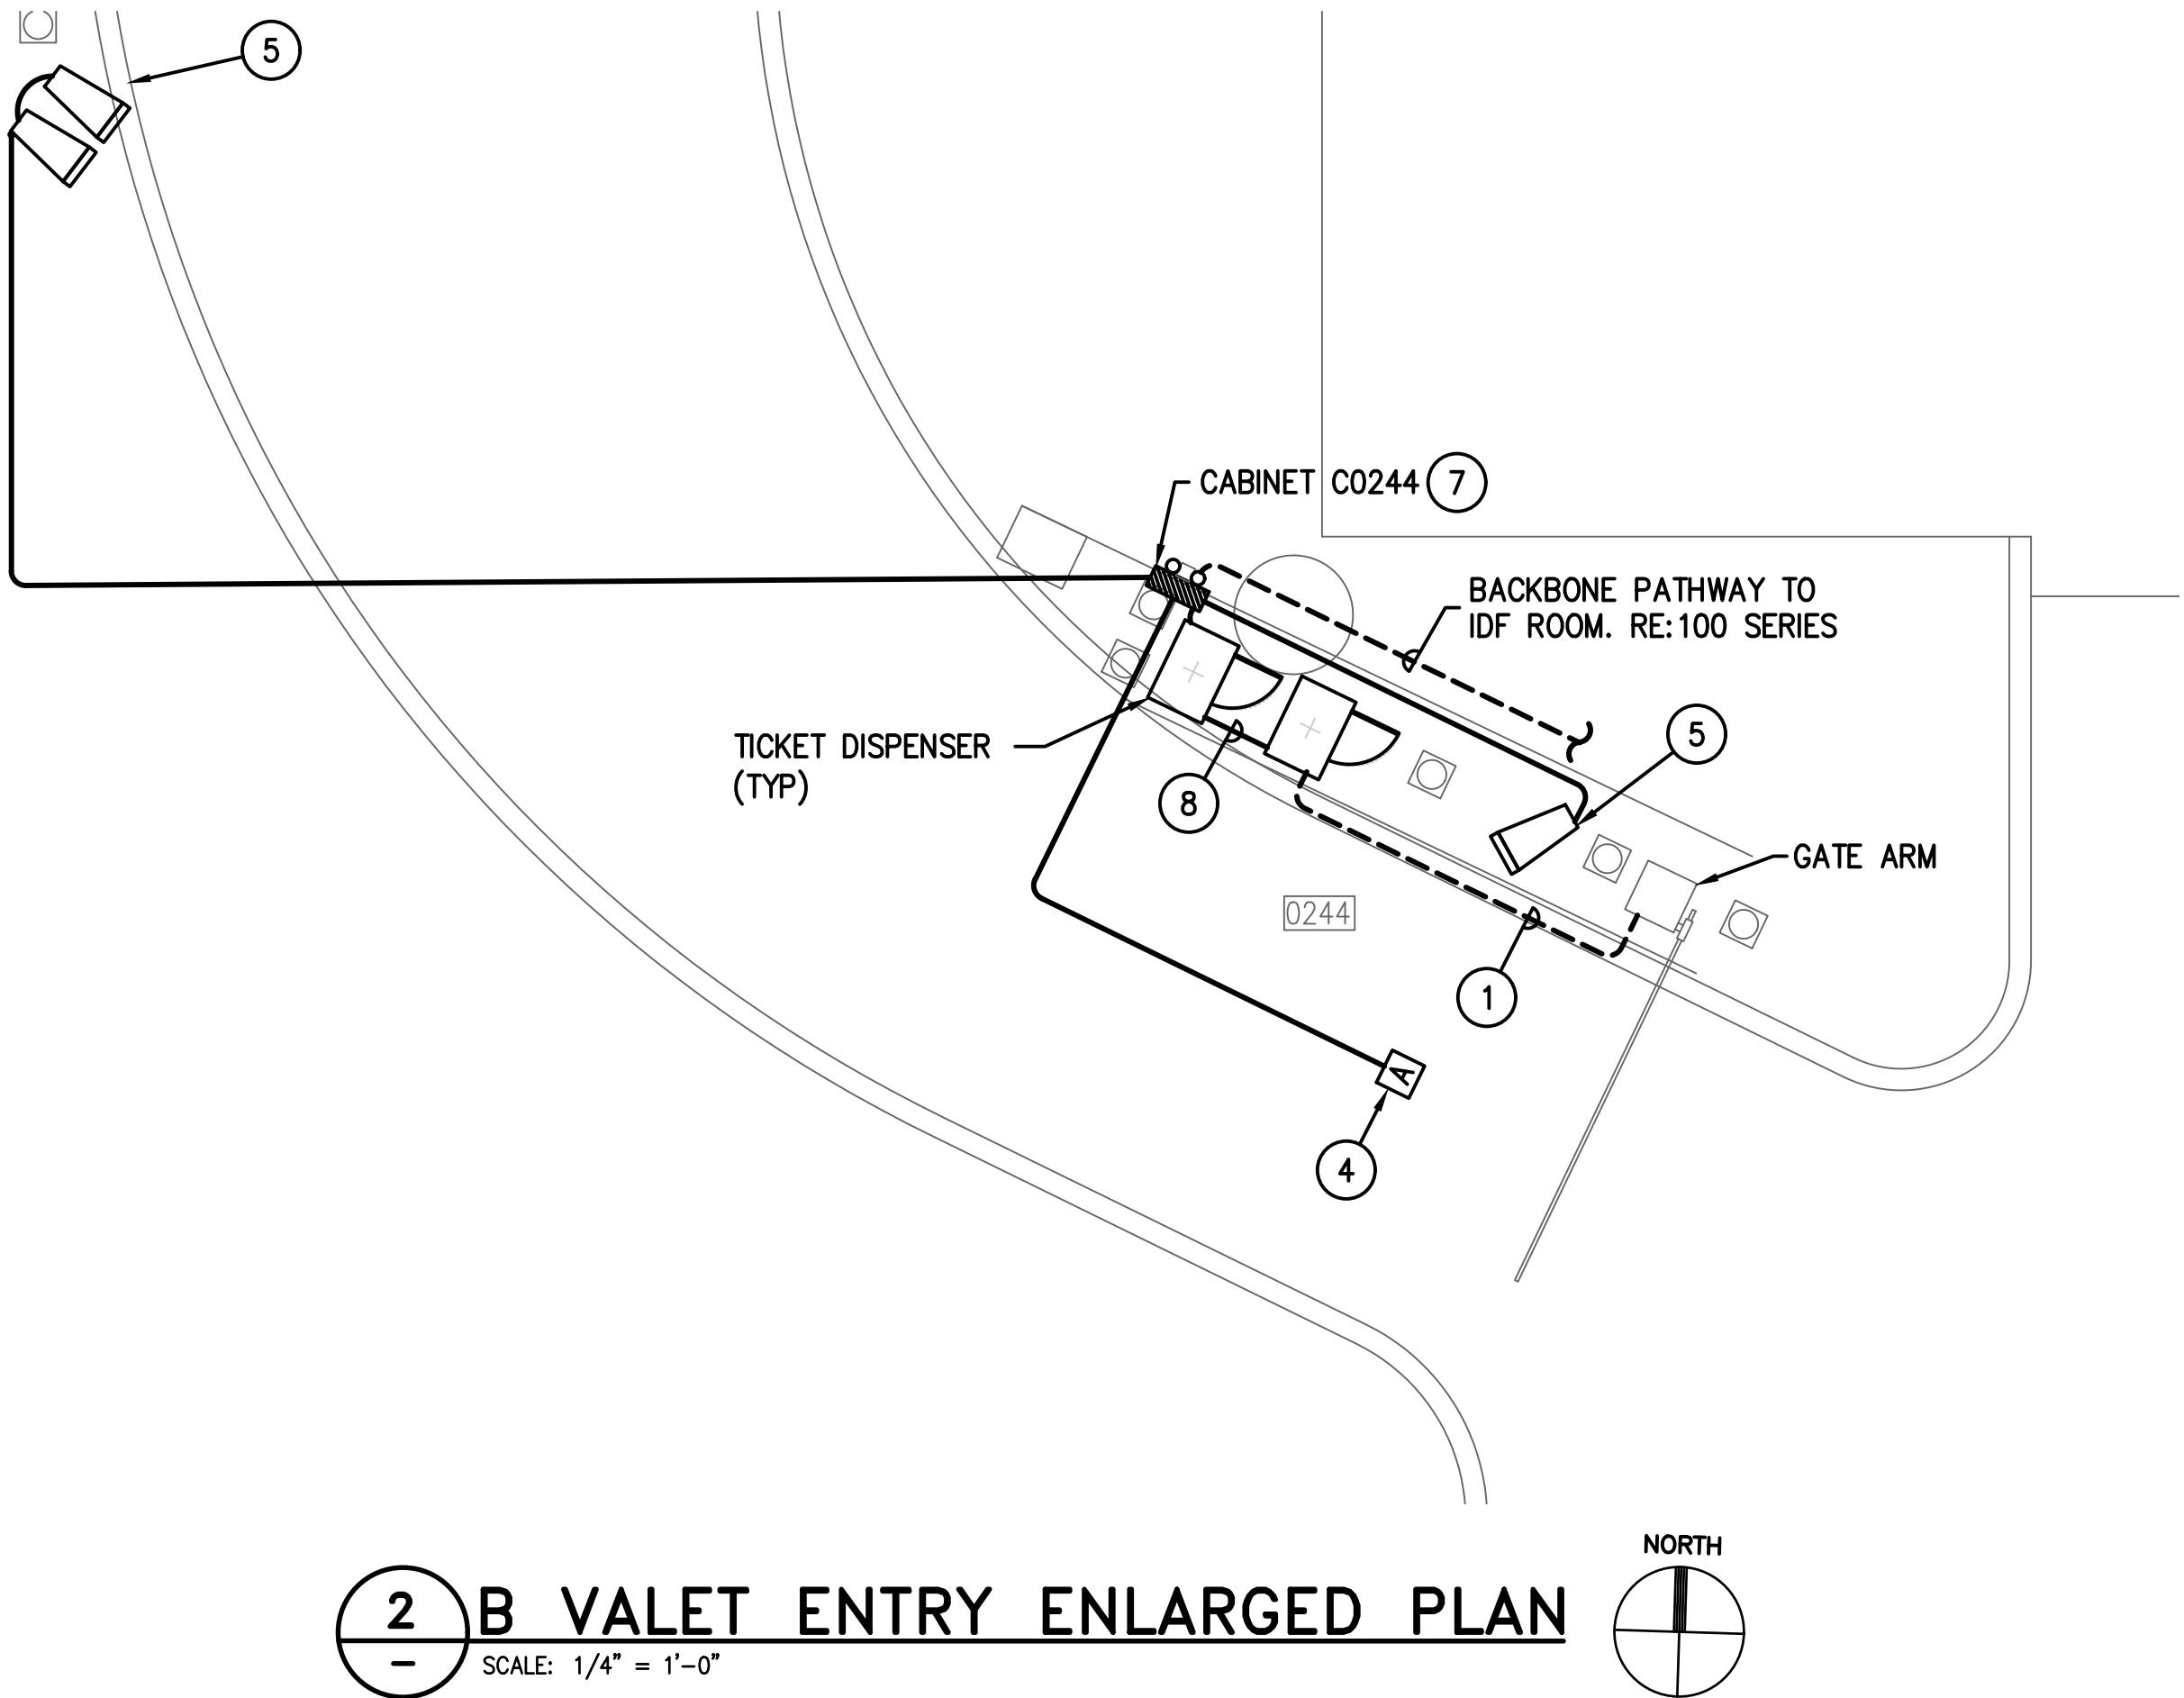 5
CABINET C0244 7
BACKBONE PATHWAY TO
IDF ROOM. RE:100 SERIES
5
TICKET DISPENSER
(TYP)
8
GATE ARM
0244
1
A
4
NORTH
2
B VALET ENTRY ENLARGED PLAN
-
SCALE: 1/4" = 1'-0"